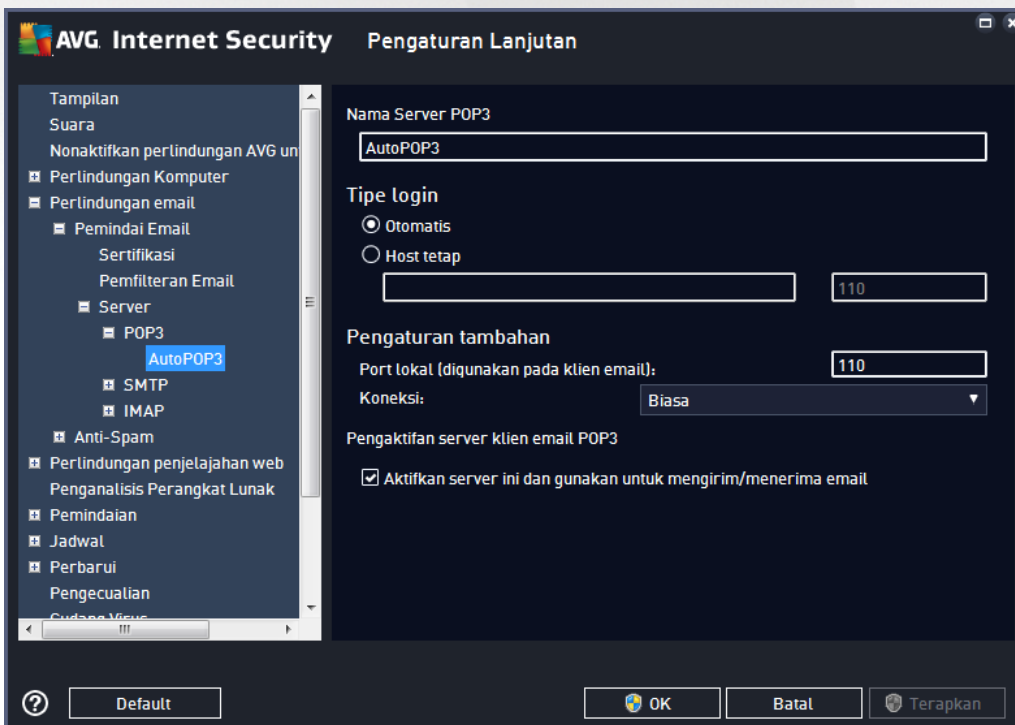 AVG. Internet Security Pengaturan Lanjutan
Tampilan
Suara
Nonaktifkan perlindungan AVG un
Perlindungan Komputer
Perlindungan email
Pemindai Email
Sertifikasi
Pemfilteran Email
Server
POP3
AutoPOP3
SMTP
IMAP
Anti-Spam
Perlindungan penjelajahan web
Penganalisis Perangkat Lunak
Pemindaian
Jadwal
Perbarui
Pengecualian
Gudang Virus
Nama Server POP3
AutoPOP3
Tipe login
Otomatis
Host tetap
110
Pengaturan tambahan
Port lokal (digunakan pada klien email): 110
Koneksi: Biasa
Pengaktifan server klien email POP3
Aktifkan server ini dan gunakan untuk mengirim/menerima email
Default
OK
Batal
Terapkan